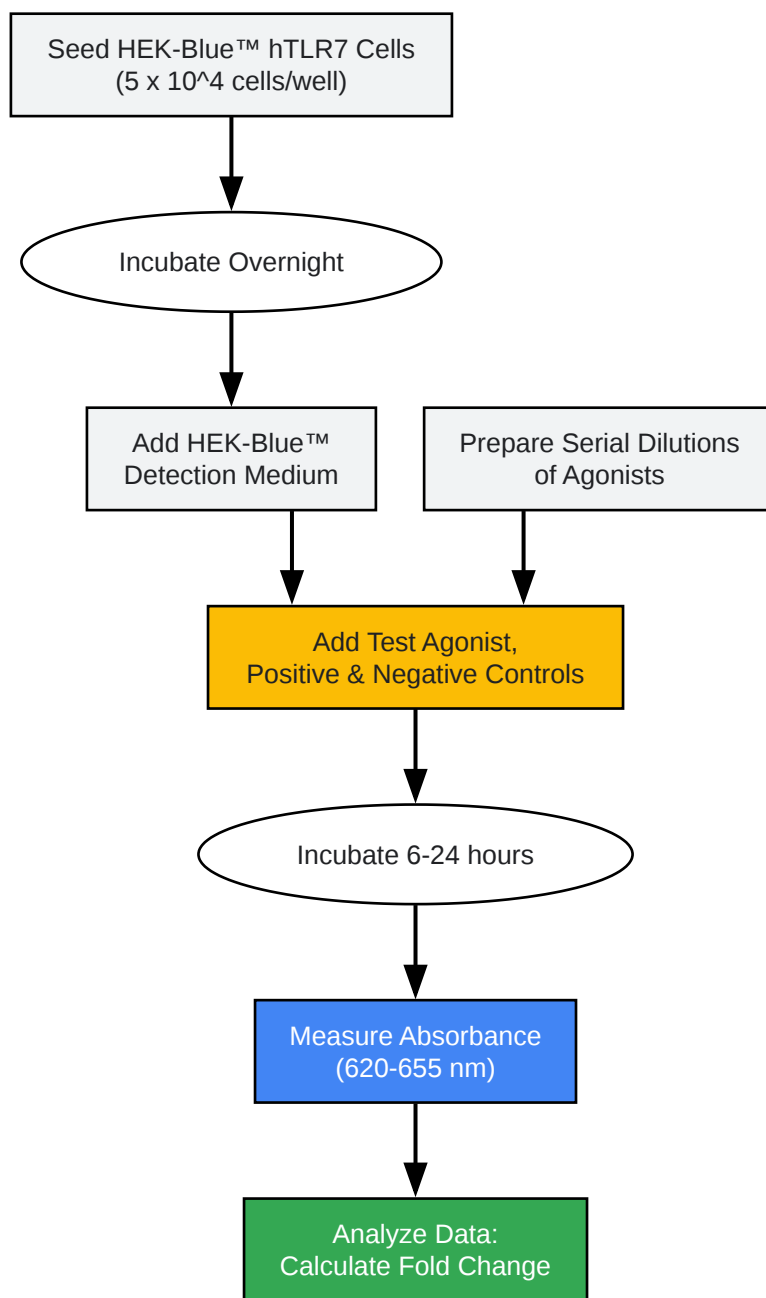 Seed HEK-Blue™ hTLR7 Cells
(5 x 10^4 cells/well)
Incubate Overnight
Add HEK-Blue™
Detection Medium
Prepare Serial Dilutions
of Agonists
Add Test Agonist,
Positive & Negative Controls
Incubate 6-24 hours
Measure Absorbance
(620-655 nm)
Analyze Data:
Calculate Fold Change